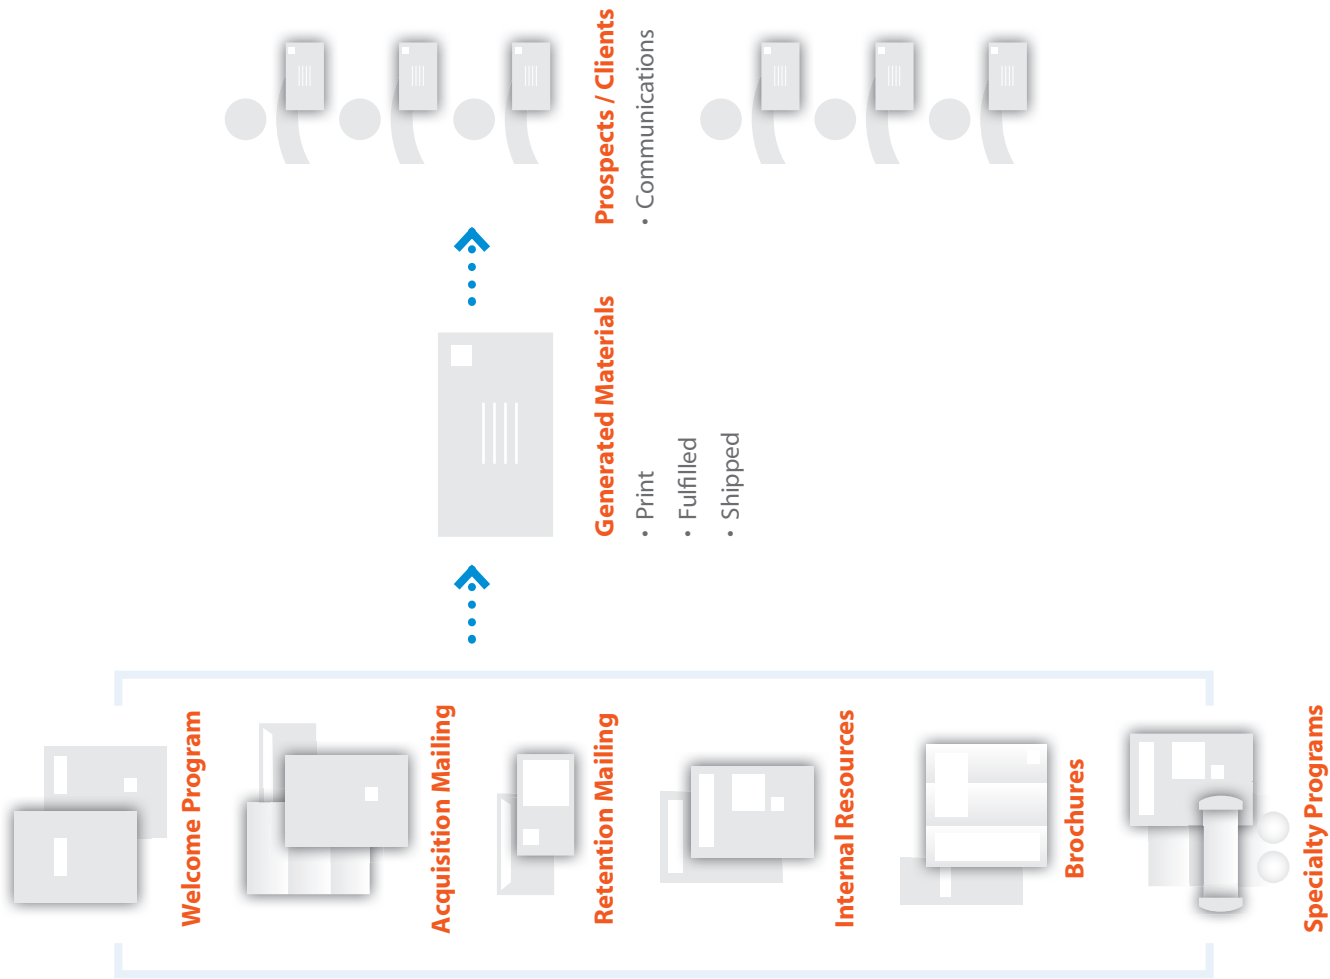 Welcome Program
Acquisition Mailing
Retention Mailing
Internal Resources
Brochures
Specialty Programs
Generated Materials
• Print
• Fulfilled
• Shipped
Prospects / Clients
• Communications